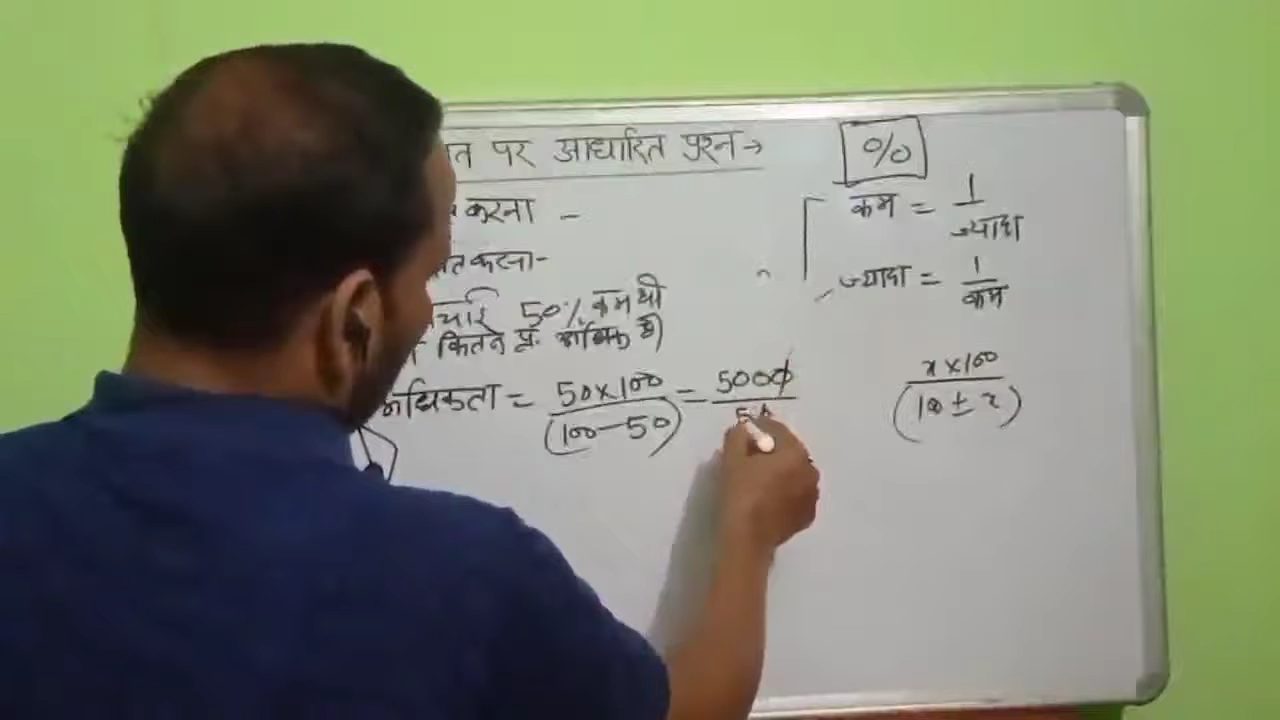 पर आधारित प्रश्न →
%
करना -
कम = 1/ज्यादा
करना-
ज्यादा = 1/कम
50% कम थी
कितने प्र. अधिक है)
अधिकता = 50×100/(100-50) = 5000/50
x×100/(100±x)